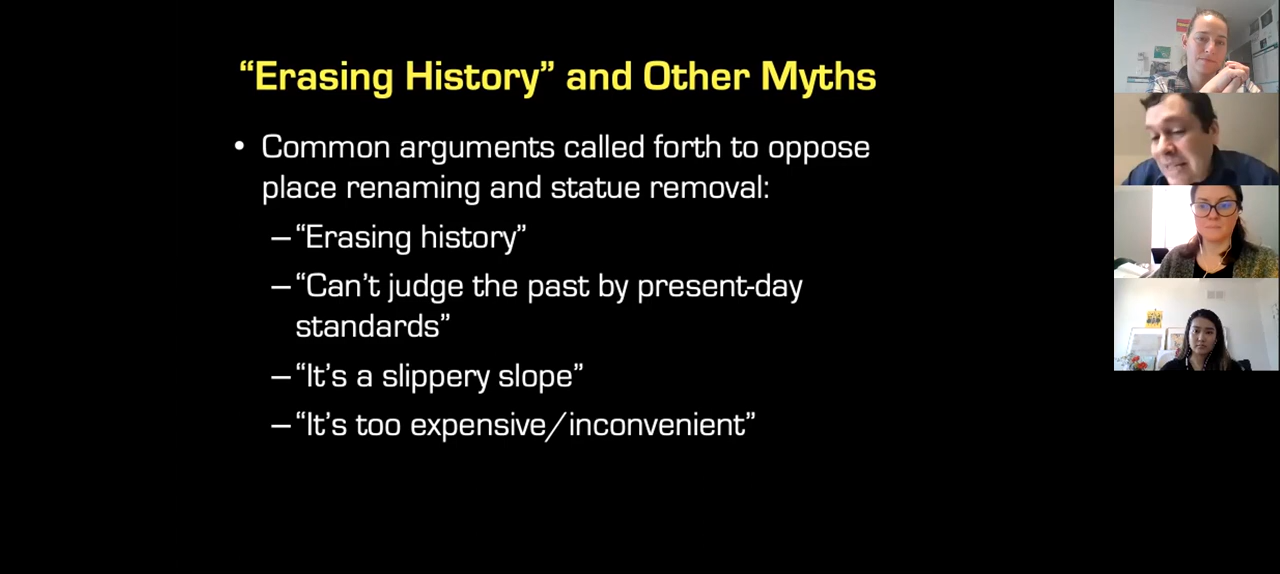 “Erasing History” and Other Myths
• Common arguments called forth to oppose
place renaming and statue removal:
–“Erasing history”
–“Can’t judge the past by present-day
standards”
–“It’s a slippery slope”
–“It’s too expensive/inconvenient”